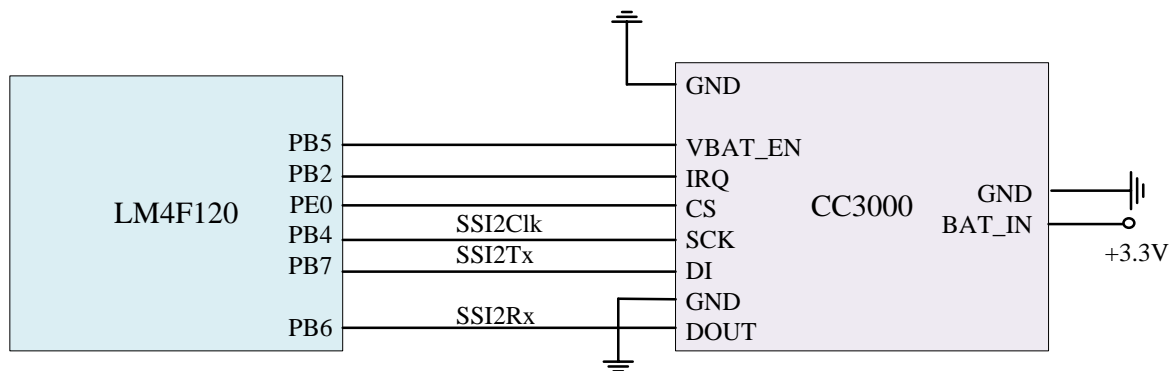 LM4F120
PB5
PB2
PE0
PB4
PB7
PB6
SSI2Clk
SSI2Tx
SSI2Rx
GND
VBAT_EN
IRQ
CS
SCK
DI
GND
DOUT
CC3000
GND
BAT_IN
+3.3V